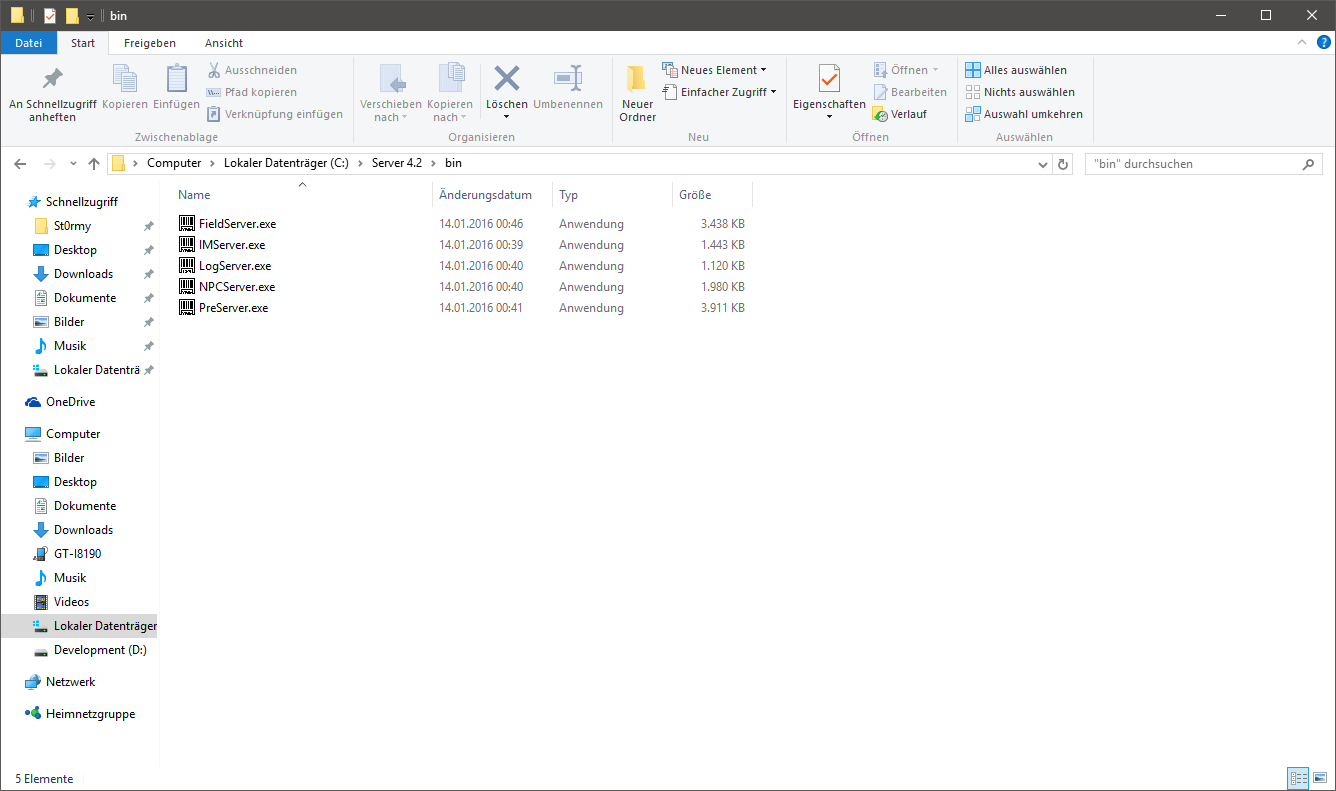 bin
Datei Start Freigeben Ansicht
An Schnellzugriff anheften
Kopieren
Einfügen
Ausschneiden
Pfad kopieren
Verknüpfung einfügen
Zwischenablage
Verschieben nach
Kopieren nach
Löschen
Umbenennen
Organisieren
Neuer Ordner
Neues Element
Einfacher Zugriff
Neu
Eigenschaften
Öffnen
Bearbeiten
Verlauf
Öffnen
Alles auswählen
Nichts auswählen
Auswahl umkehren
Auswählen
Computer > Lokaler Datenträger (C:) > Server 4.2 > bin
"bin" durchsuchen
Schnellzugriff
St0rmy
Desktop
Downloads
Dokumente
Bilder
Musik
Lokaler Datenträ
OneDrive
Computer
Bilder
Desktop
Dokumente
Downloads
GT-I8190
Musik
Videos
Lokaler Datenträger
Development (D:)
Netzwerk
Heimnetzgruppe
Name Änderungsdatum Typ Größe
FieldServer.exe 14.01.2016 00:46 Anwendung 3.438 KB
IMServer.exe 14.01.2016 00:39 Anwendung 1.443 KB
LogServer.exe 14.01.2016 00:40 Anwendung 1.120 KB
NPCServer.exe 14.01.2016 00:40 Anwendung 1.980 KB
PreServer.exe 14.01.2016 00:41 Anwendung 3.911 KB
5 Elemente